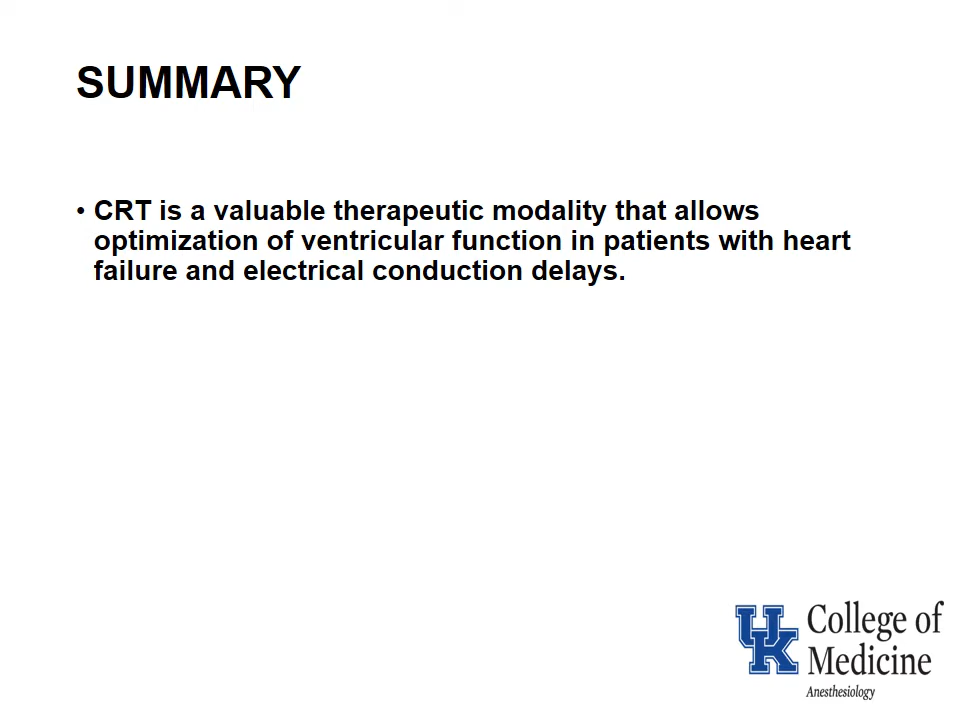 SUMMARY
• CRT is a valuable therapeutic modality that allows
optimization of ventricular function in patients with heart
failure and electrical conduction delays.
UK
College of
Medicine
Anesthesiology